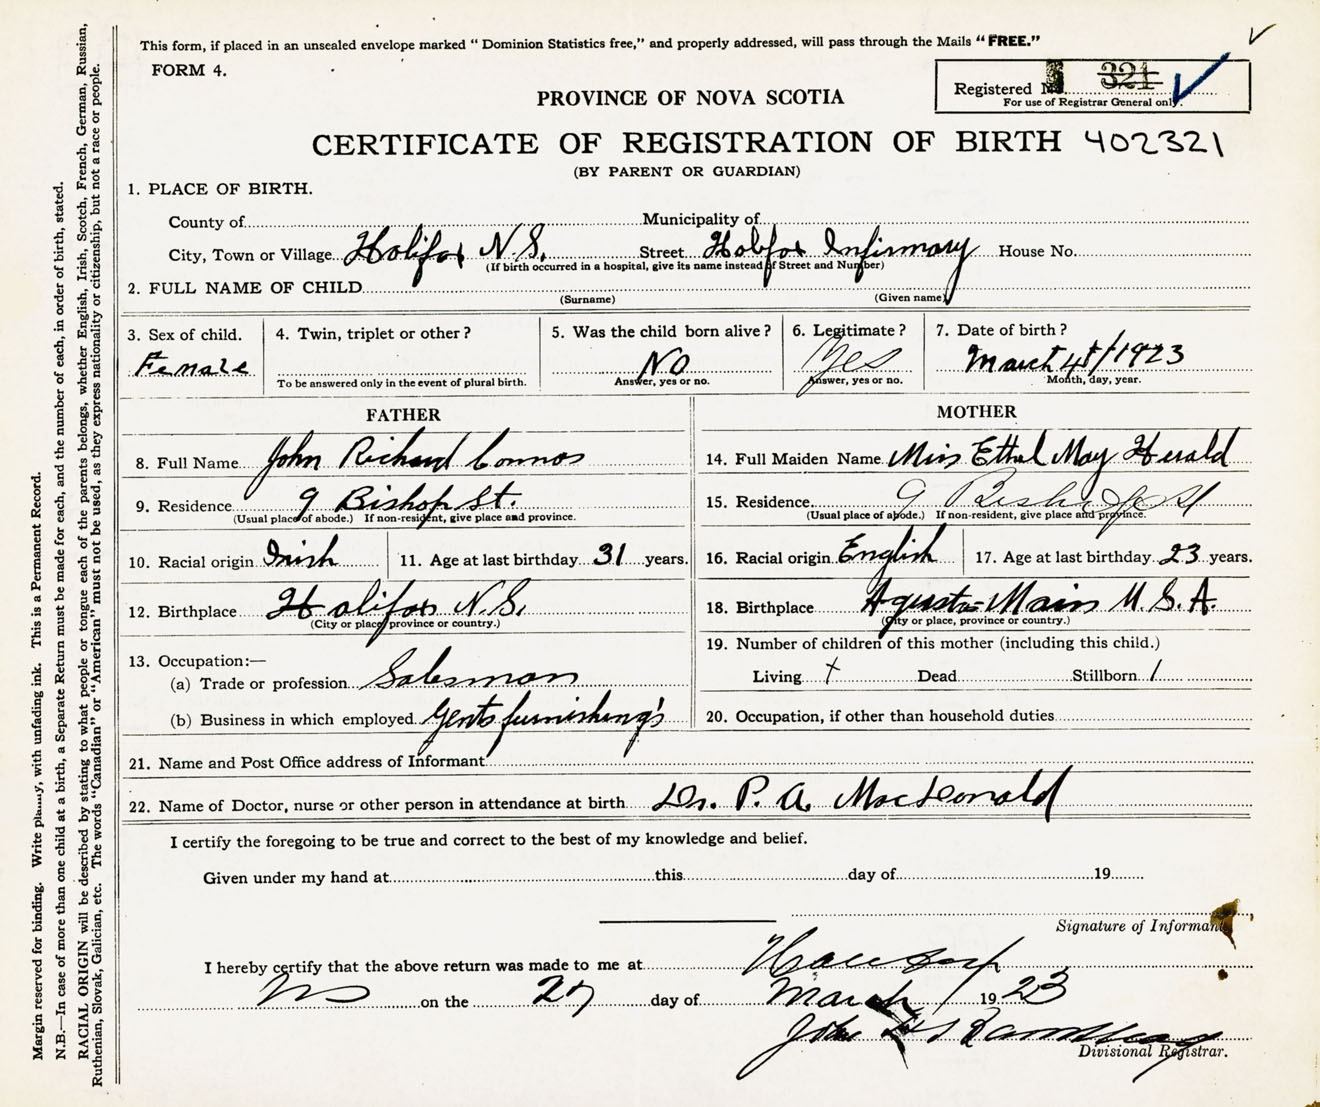 This form, if placed in an unsealed envelope marked “ Dominion Statistics free,” and properly addressed, will pass through the Mails “FREE.”
FORM 4.
Registered No. 321
For use of Registrar General only.
PROVINCE OF NOVA SCOTIA
CERTIFICATE OF REGISTRATION OF BIRTH 402321
(BY PARENT OR GUARDIAN)
1. PLACE OF BIRTH.
County of Municipality of
City, Town or Village Halifax N.S. Street Halifax Infirmary House No.
(If birth occurred in a hospital, give its name instead of Street and Number)
2. FULL NAME OF CHILD
(Surname) (Given name)
3. Sex of child. 4. Twin, triplet or other? 5. Was the child born alive? 6. Legitimate? 7. Date of birth?
Female No Yes March 4th/1923
To be answered only in the event of plural birth. Answer, yes or no. Answer, yes or no. Month, day, year.
FATHER MOTHER
8. Full Name John Richard Connos 14. Full Maiden Name Miss Ethel May Herald
9. Residence 9 Bishop St. 15. Residence 9 Bishop St
(Usual place of abode.) If non-resident, give place and province. (Usual place of abode.) If non-resident, give place and province.
10. Racial origin Irish 11. Age at last birthday 31 years. 16. Racial origin English 17. Age at last birthday 23 years.
12. Birthplace Halifax N.S. 18. Birthplace Agusta Main U.S.A.
(City or place, province or country.) (City or place, province or country.)
13. Occupation:— 19. Number of children of this mother (including this child.)
(a) Trade or profession Salesman Living Dead Stillborn 1
(b) Business in which employed Gents furnishing's 20. Occupation, if other than household duties
21. Name and Post Office address of Informant
22. Name of Doctor, nurse or other person in attendance at birth Dr. P. A. MacDonald
I certify the foregoing to be true and correct to the best of my knowledge and belief.
Given under my hand at this day of 19
Signature of Informant
I hereby certify that the above return was made to me at
NS on the 27 day of March 1923
John
Divisional Registrar.
Margin reserved for binding. Write plainly, with unfading ink. This is a Permanent Record.
N.B.—In case of more than one child at a birth, a Separate Return must be made for each, and the number of each, in order of birth, stated.
RACIAL ORIGIN will be described by stating to what people or tongue each of the parents belongs, whether English, Irish, Scotch, French, German, Russian,
Ruthenian, Slovak, Galician, etc. The words “Canadian” or “American” must not be used, as they express nationality or citizenship, but not a race or people.